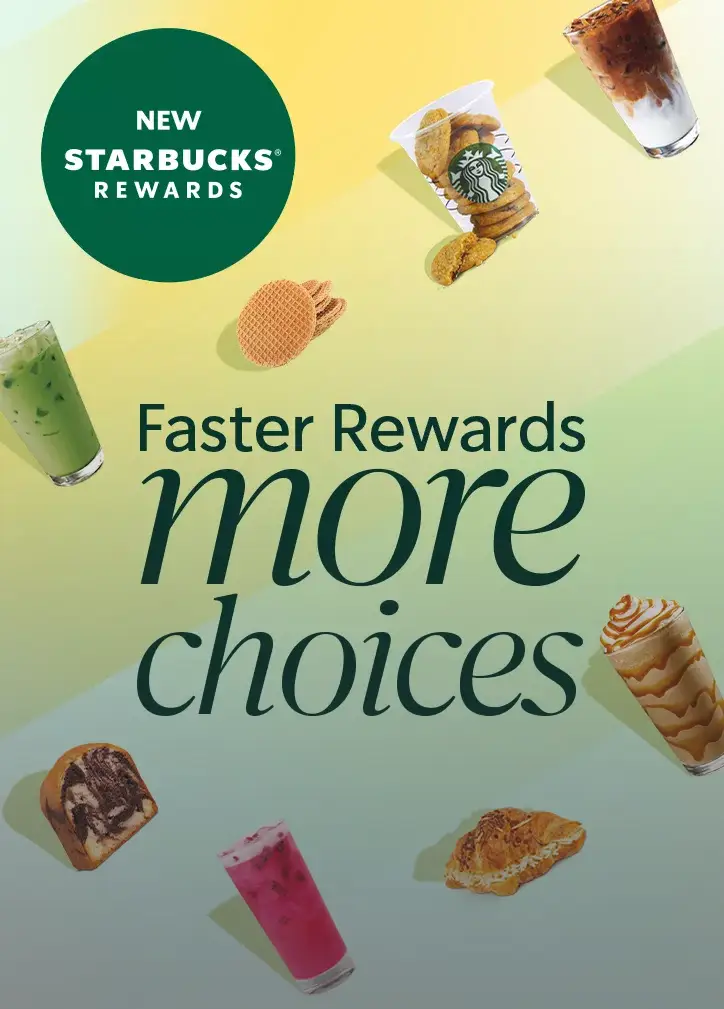 NEW
STARBUCKS®
REWARDS
Faster Rewards
more
choices